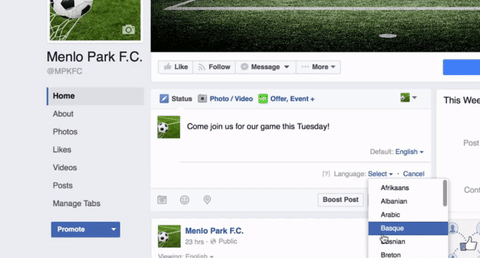 Menlo Park F.C.
@MPKFC
Home
About
Photos
Likes
Videos
Posts
Manage Tabs
Promote
Like
Follow
Message
More
Status
Photo / Video
Offer, Event +
Come join us for our game this Tuesday!
Default: English
[?] Language: Select · Cancel
Boost Post
Afrikaans
Albanian
Arabic
Basque
Breton
Menlo Park F.C.
23 hrs · Public
Viewing: English
This Wee
Post